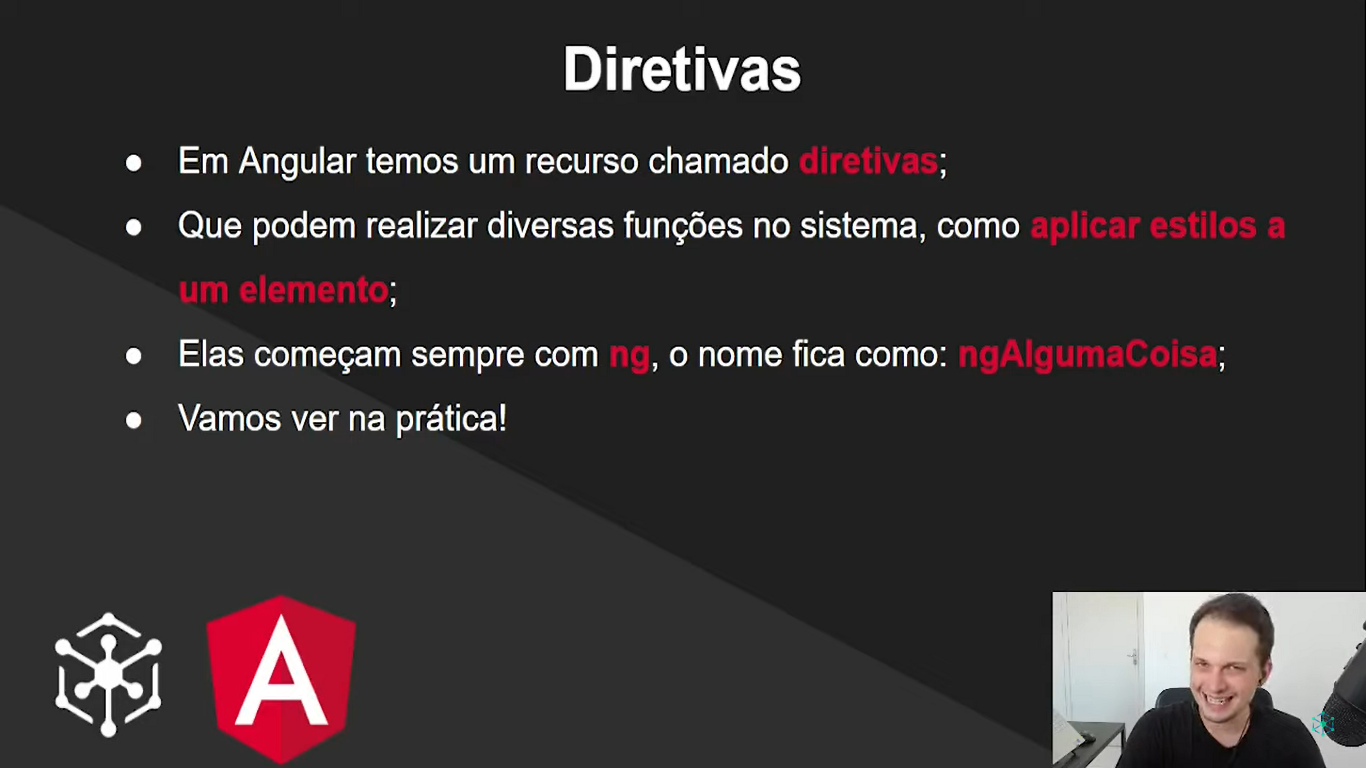 Diretivas
● Em Angular temos um recurso chamado diretivas;
● Que podem realizar diversas funções no sistema, como aplicar estilos a
um elemento;
● Elas começam sempre com ng, o nome fica como: ngAlgumaCoisa;
● Vamos ver na prática!
A